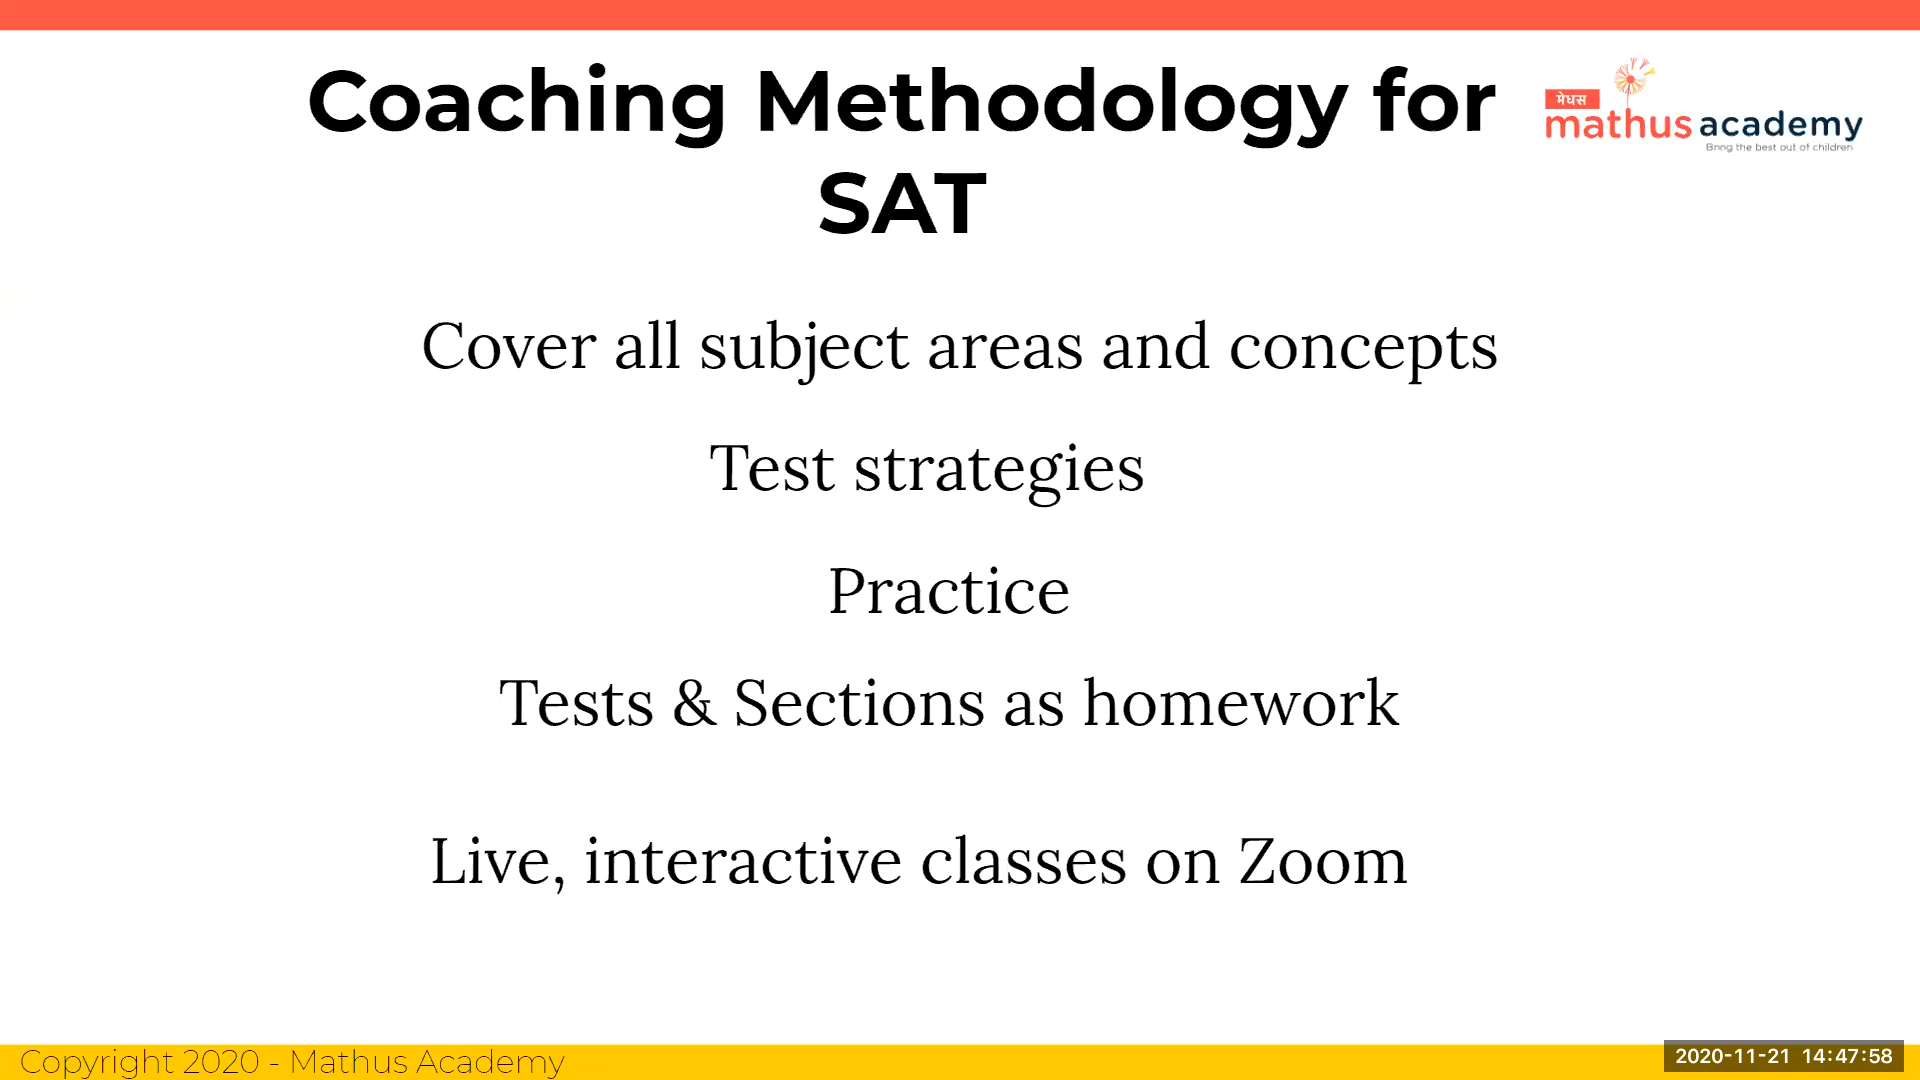 Coaching Methodology for
SAT
मेधस
mathus academy
Bring the best out of children
Cover all subject areas and concepts
Test strategies
Practice
Tests & Sections as homework
Live, interactive classes on Zoom
Copyright 2020 - Mathus Academy
2020-11-21 14:47:58